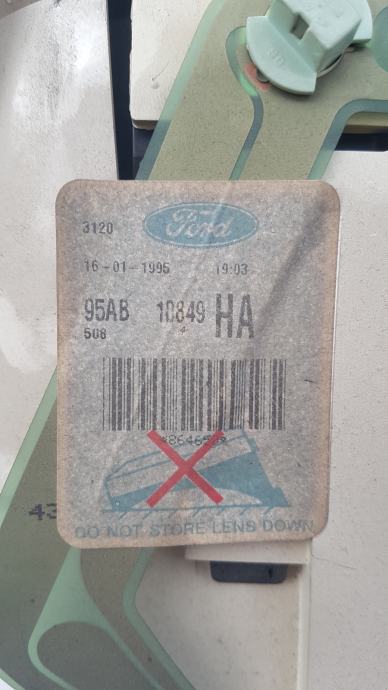 3120 Ford
16-01-1995 19:03
95AB 10849 HA
508
DO NOT STORE LENS DOWN
43